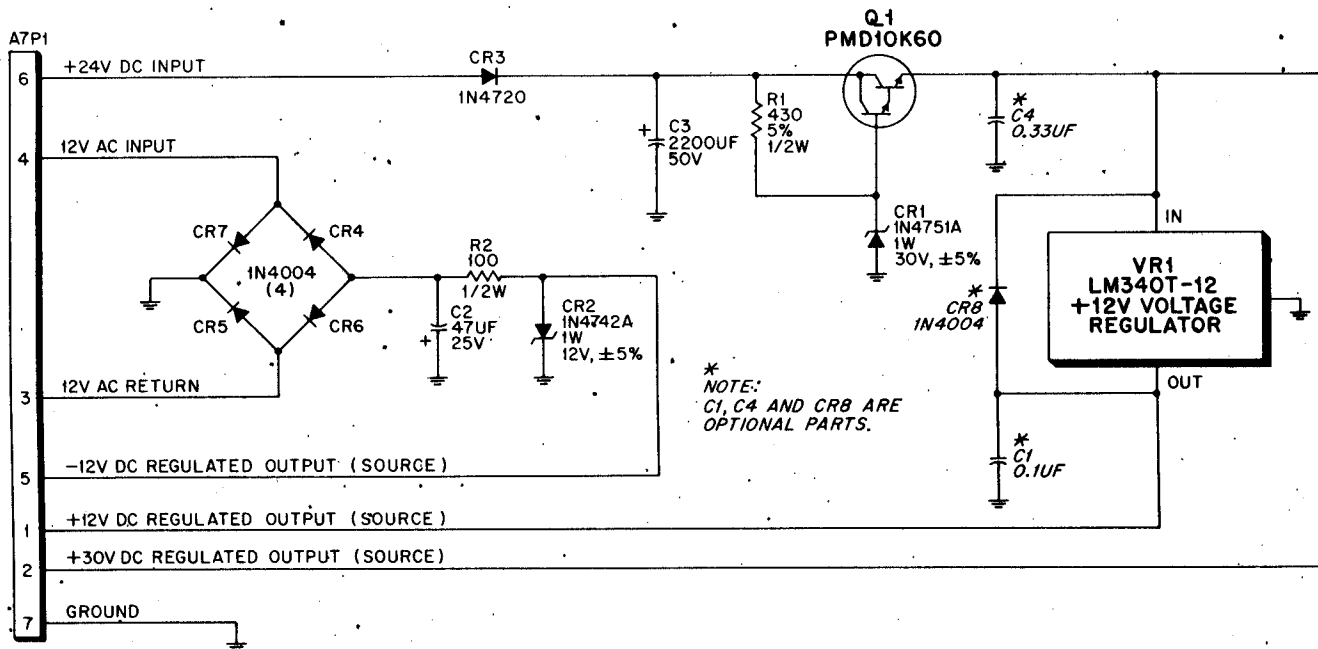 A7P1
6
+24V DC INPUT
CR3
1N4720
Q1
PMD10K60
4
12V AC INPUT
+
C3
2200UF
50V
R1
430
5%
1/2W
*
C4
0.33UF
CR7
CR4
1N4004
(4)
CR5
CR6
R2
100
1/2W
C2
47UF
25V
+
CR2
1N4742A
1W
12V, ±5%
CR1
1N4751A
1W
30V, ±5%
IN
VR1
LM340T-12
+12V VOLTAGE
REGULATOR
*
CR8
1N4004
OUT
3
12V AC RETURN
*
NOTE:
C1, C4 AND CR8 ARE
OPTIONAL PARTS.
*
C1
0.1UF
5
-12V DC REGULATED OUTPUT (SOURCE)
1
+12V DC REGULATED OUTPUT (SOURCE)
2
+30V DC REGULATED OUTPUT (SOURCE)
7
GROUND